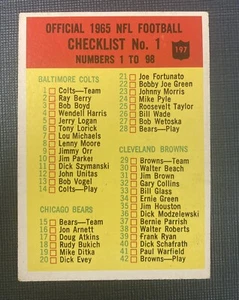 OFFICIAL 1965 NFL FOOTBALL
CHECKLIST No. 1
197
NUMBERS 1 TO 98
BALTIMORE COLTS
1 Colts—Team
2 Ray Berry
3 Bob Boyd
4 Wendell Harris
5 Jerry Logan
6 Tony Lorick
7 Lou Michaels
8 Lenny Moore
9 Jimmy Orr
10 Jim Parker
11 Dick Szymanski
12 John Unitas
13 Bob Vogel
14 Colts—Play
CHICAGO BEARS
15 Bears—Team
16 Jon Arnett
17 Doug Atkins
18 Rudy Bukich
19 Mike Ditka
20 Dick Evey
21 Joe Fortunato
22 Bobby Joe Green
23 Johnny Morris
24 Mike Pyle
25 Roosevelt Taylor
26 Bill Wade
27 Bob Wetoska
28 Bears—Play
CLEVELAND BROWNS
29 Browns—Team
30 Walter Beach
31 Jim Brown
32 Gary Collins
33 Bill Glass
34 Ernie Green
35 Jim Houston
36 Dick Modzelewski
37 Bernie Parrish
38 Walter Roberts
39 Frank Ryan
40 Dick Schafrath
41 Paul Warfield
42 Browns—Play